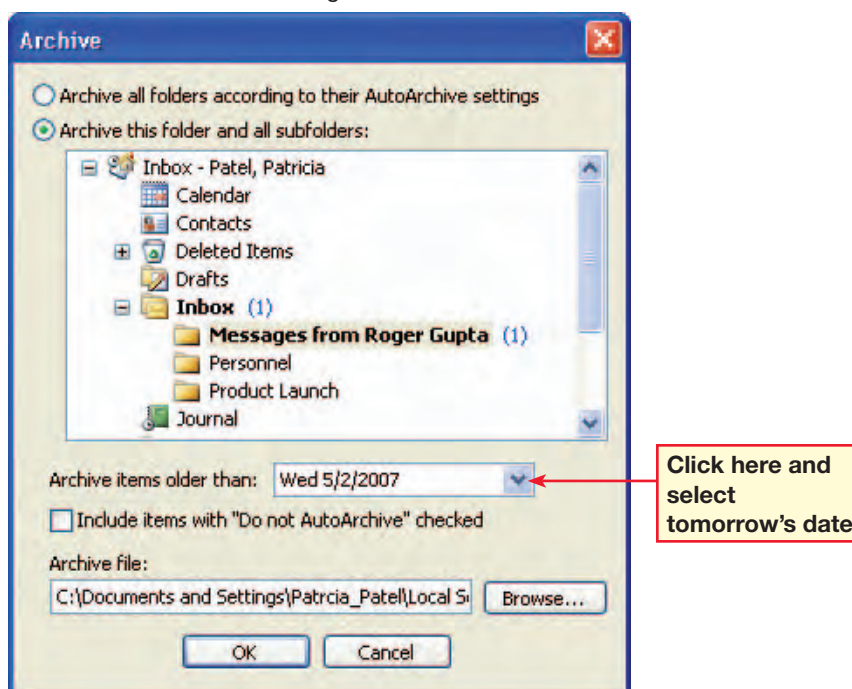 Archive
Archive all folders according to their AutoArchive settings
Archive this folder and all subfolders:
Inbox - Patel, Patricia
Calendar
Contacts
Deleted Items
Drafts
Inbox (1)
Messages from Roger Gupta (1)
Personnel
Product Launch
Journal
Archive items older than: Wed 5/2/2007
Click here and
select
tomorrow's date
Include items with "Do not AutoArchive" checked
Archive file:
C:\Documents and Settings\Patrcia_Patel\Local Browse...
OK Cancel